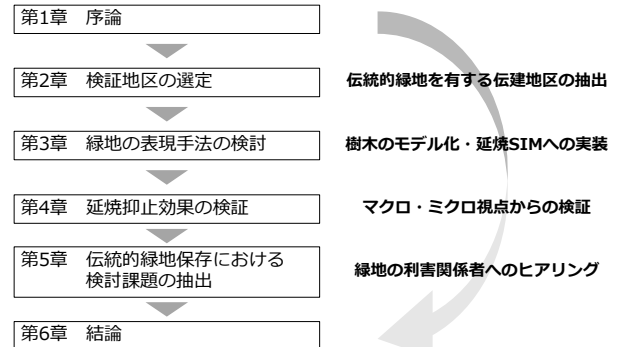 第1章　序論
第2章　検証地区の選定
伝統的緑地を有する伝建地区の抽出
第3章　緑地の表現手法の検討
樹木のモデル化・延焼SIMへの実装
第4章　延焼抑止効果の検証
マクロ・ミクロ視点からの検証
第5章　伝統的緑地保存における
検討課題の抽出
緑地の利害関係者へのヒアリング
第6章　結論